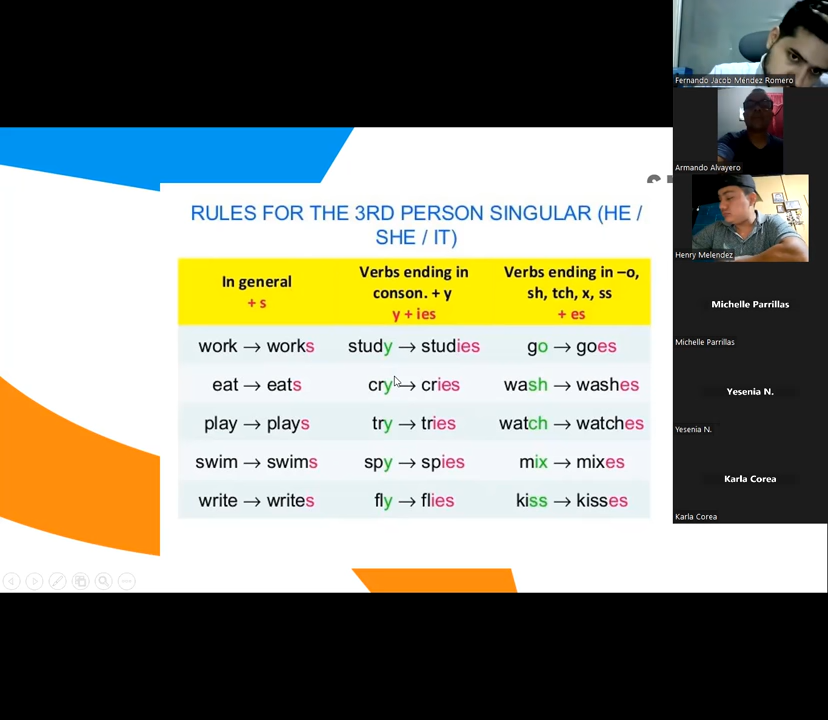 RULES FOR THE 3RD PERSON SINGULAR (HE /
SHE / IT)
In general
+ s
Verbs ending in
conson. + y
y + ies
Verbs ending in –o,
sh, tch, x, ss
+ es
work → works
study → studies
go → goes
eat → eats
cry → cries
wash → washes
play → plays
try → tries
watch → watches
swim → swims
spy → spies
mix → mixes
write → writes
fly → flies
kiss → kisses
Fernando Jacob Méndez Romero
Armando Alvayero
Henry Melendez
Michelle Parrillas
Michelle Parrillas
Yesenia N.
Yesenia N.
Karla Corea
Karla Corea